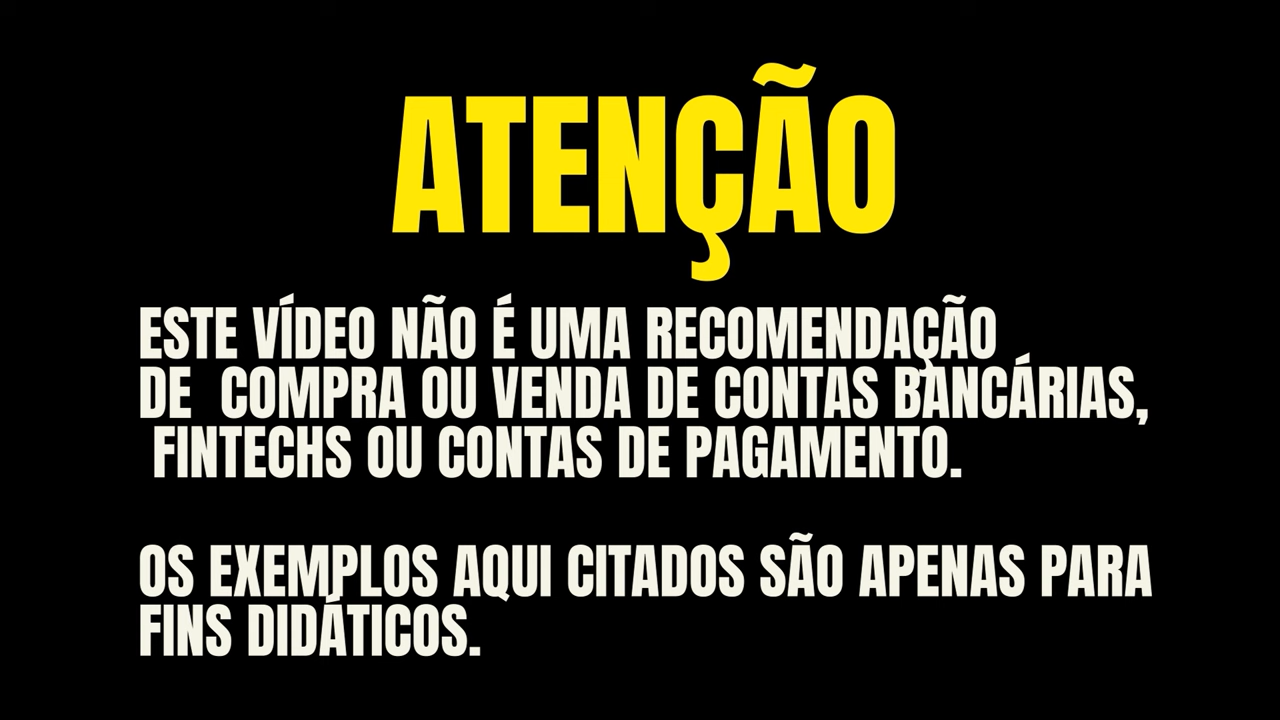 ATENÇÃO
ESTE VÍDEO NÃO É UMA RECOMENDAÇÃO
DE COMPRA OU VENDA DE CONTAS BANCÁRIAS,
FINTECHS OU CONTAS DE PAGAMENTO.
OS EXEMPLOS AQUI CITADOS SÃO APENAS PARA
FINS DIDÁTICOS.